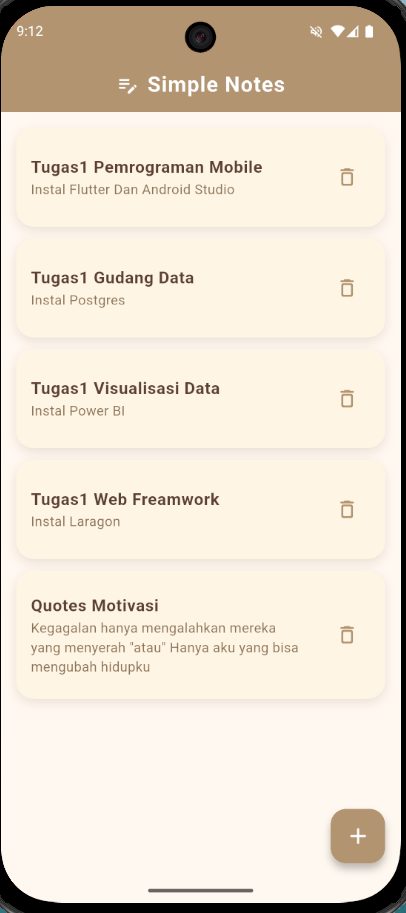 9:12
Simple Notes
Tugas1 Pemrograman Mobile
Instal Flutter Dan Android Studio
Tugas1 Gudang Data
Instal Postgres
Tugas1 Visualisasi Data
Instal Power BI
Tugas1 Web Freamwork
Instal Laragon
Quotes Motivasi
Kegagalan hanya mengalahkan mereka
yang menyerah "atau" Hanya aku yang bisa
mengubah hidupku